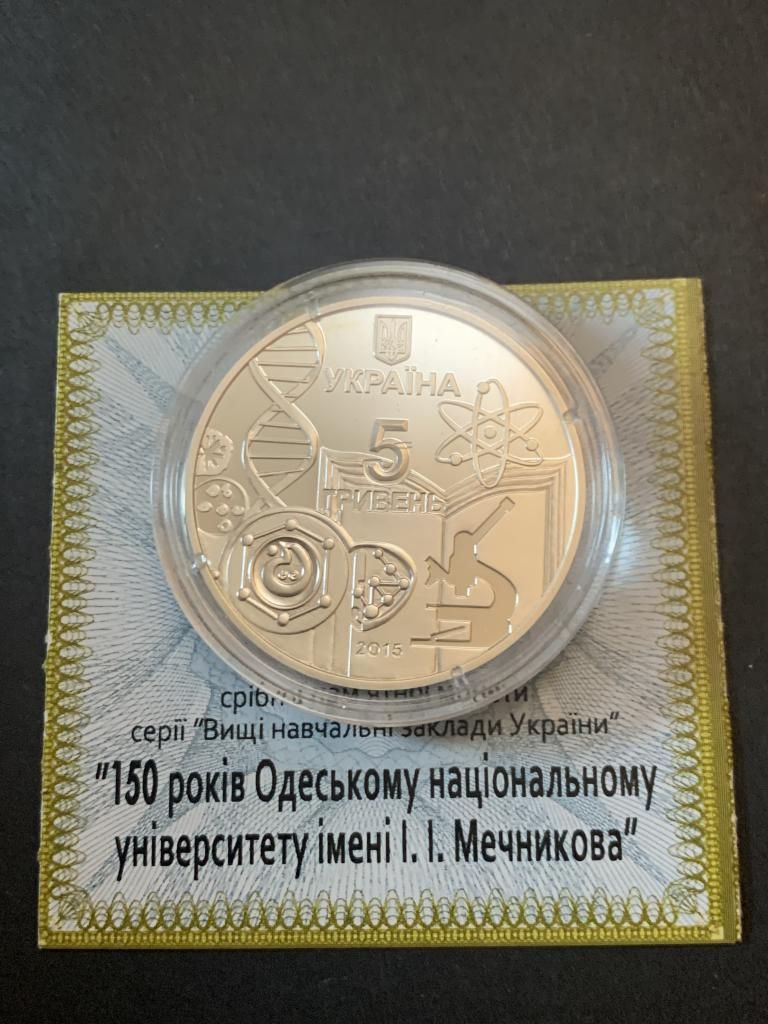 УКРАЇНА
5
ГРИВЕНЬ
2015
серії "Вищі навчальні заклади України"
"150 років Одеському національному
університету імені І. І. Мечникова"